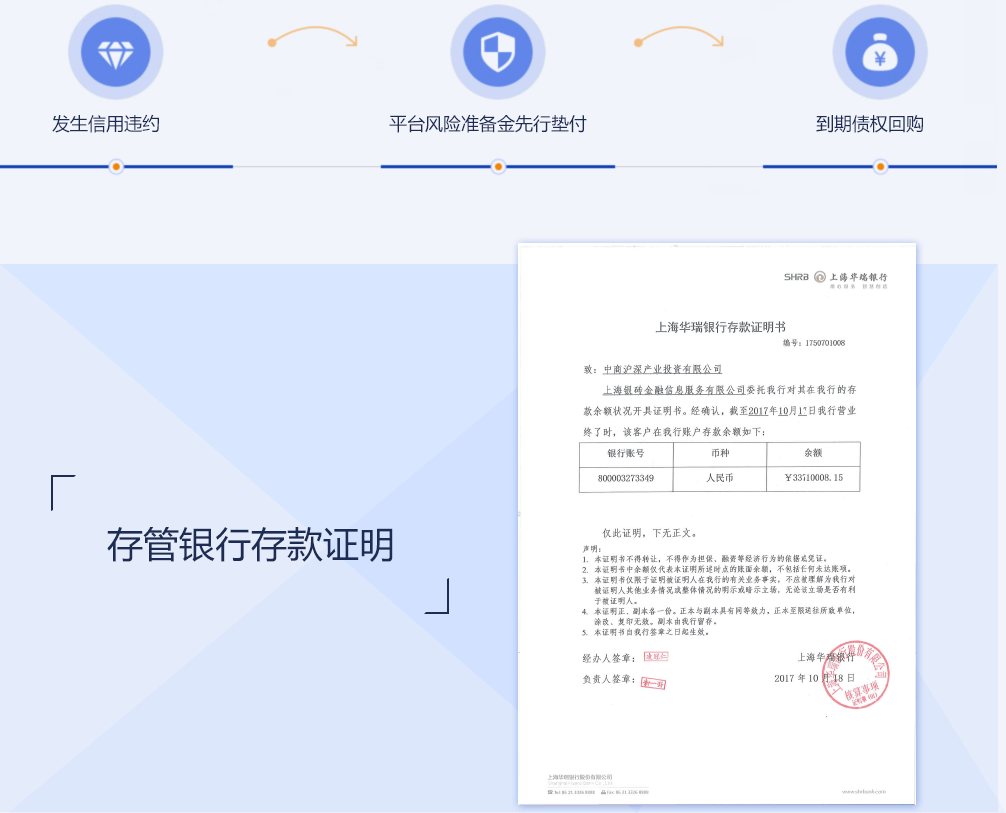 发生信用违约
平台风险准备金先行垫付
到期债权回购
存管银行存款证明
SHRB 上海华瑞银行
上海华瑞银行存款证明书
编号：1750701008
致：中商沪深产业投资有限公司
上海银砖金融信息服务有限公司委托我行对其在我行的存
款余额状况开具证明书。经确认，截至2017年10月17日我行营业
终了时，该客户在我行账户存款余额如下：
银行账号 币种 余额
800003273349 人民币 ￥33710008.15
仅此证明，下无正文。
声明：
1. 本证明书不得转让，不得作为担保、融资等经济行为的依据或凭证。
2. 本证明书中余额仅代表本证明所述时点的账面余额，不包括任何未达账项。
3. 本证明书仅限于证明被证明人在我行的有关业务事实，不应被理解为我行对
被证明人其他业务情况或整体情况的明示或暗示立场，无论该立场是否有利
于被证明人。
4. 本证明正、副本各一份。正本与副本具有同等效力，正本至限送往所致单位，
涂改、复印无效。副本由我行留存。
5. 本证明书自我行签章之日起生效。
经办人签章：
负责人签章：
上海华瑞银行
2017 年 10 月 18 日
核算事项
上海华瑞银行股份有限公司
www.shrbank.com